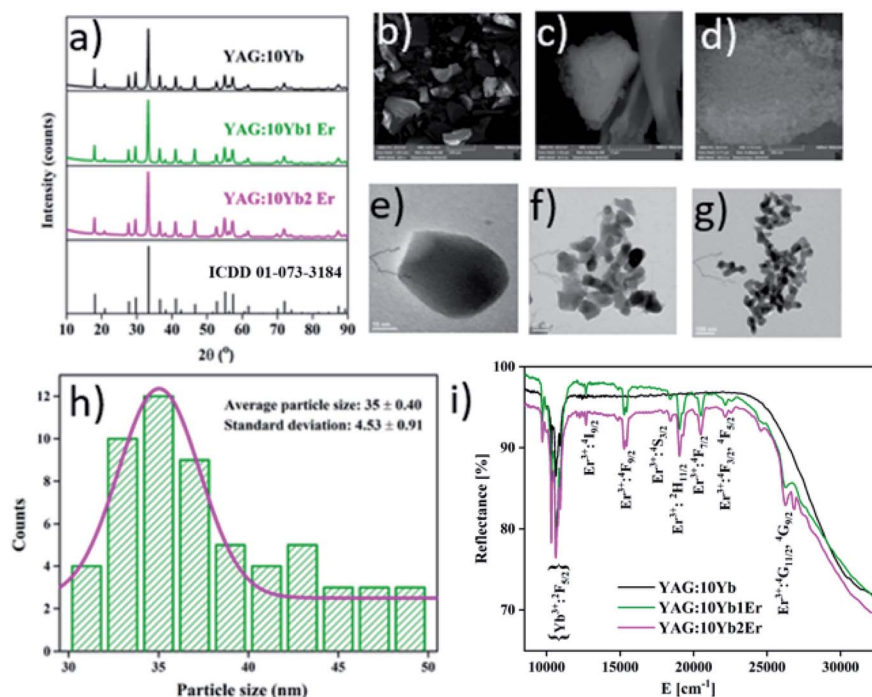 a)
YAG:10Yb
YAG:10Yb1 Er
YAG:10Yb2 Er
ICDD 01-073-3184
Intensity (counts)
10 20 30 40 50 60 70 80 90
2θ (°)
b)
c)
d)
e)
f)
g)
h)
Average particle size: 35 ± 0.40
Standard deviation: 4.53 ± 0.91
Counts
12
10
8
6
4
2
0
30 35 40 45 50
Particle size (nm)
i)
Reflectance [%]
100
90
80
70
{Yb³⁺:²F₅/₂}
Er³⁺:⁴I₉/₂
Er³⁺:⁴F₉/₂
Er³⁺:⁴S₃/₂
Er³⁺: ²H₁₁/₂
Er³⁺:⁴F₇/₂
Er³⁺:⁴F₃/₂, ⁴F₅/₂
Er³⁺:⁴G₁₁/₂, ⁴G₉/₂
YAG:10Yb
YAG:10Yb1Er
YAG:10Yb2Er
10000 15000 20000 25000 30000
E [cm⁻¹]